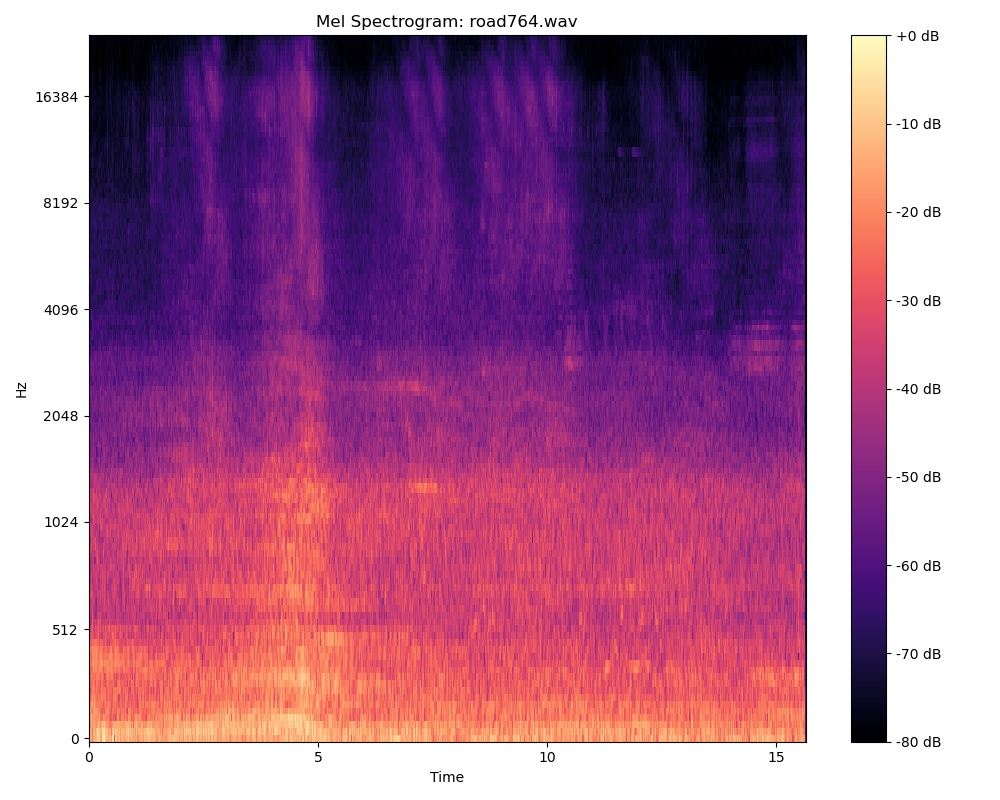 Mel Spectrogram: road764.wav
+0 dB
16384
-10 dB
8192
-20 dB
4096
-30 dB
Hz
-40 dB
2048
-50 dB
1024
-60 dB
512
-70 dB
0
-80 dB
0 5 10 15
Time